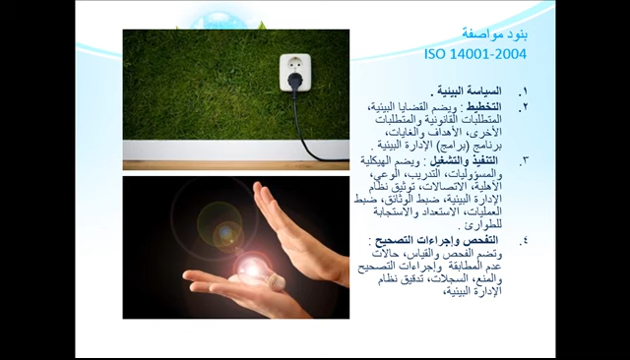 بنود مواصفة
ISO 14001-2004
١. السياسة البيئية .
٢. التخطيط : ويضم القضايا البيئية،
المتطلبات القانونية والمتطلبات
الأخرى، الأهداف والغايات،
برنامج (برامج) الإدارة البيئية .
٣. التنفيذ والتشغيل : ويضم الهيكلية
والمسؤوليات، التدريب، الوعي،
الأهلية، الاتصالات، توثيق نظام
الإدارة البيئية، ضبط الوثائق، ضبط
العمليات، الاستعداد والاستجابة
للطوارئ .
٤. التفحص وإجراءات التصحيح :
وتضم الفحص والقياس، حالات
عدم المطابقة وإجراءات التصحيح
والمنع، السجلات، تدقيق نظام
الإدارة البيئية،